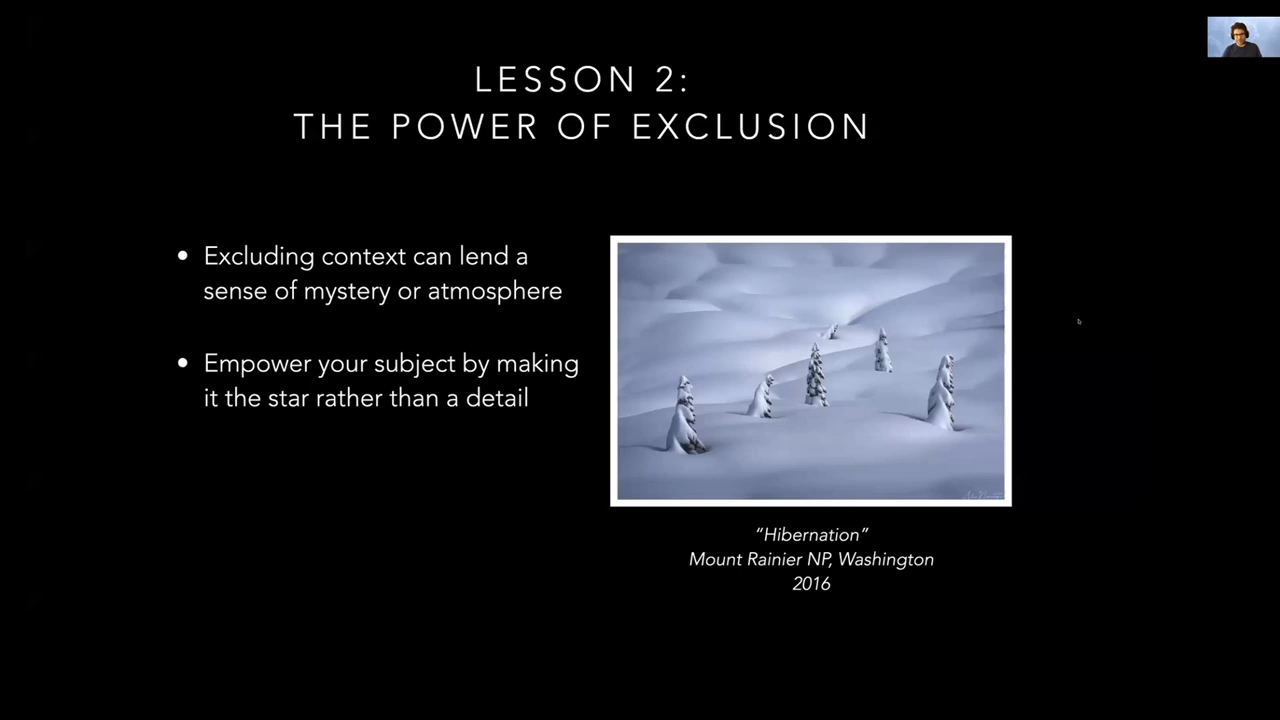 LESSON 2:
THE POWER OF EXCLUSION
• Excluding context can lend a
sense of mystery or atmosphere
• Empower your subject by making
it the star rather than a detail
“Hibernation”
Mount Rainier NP, Washington
2016